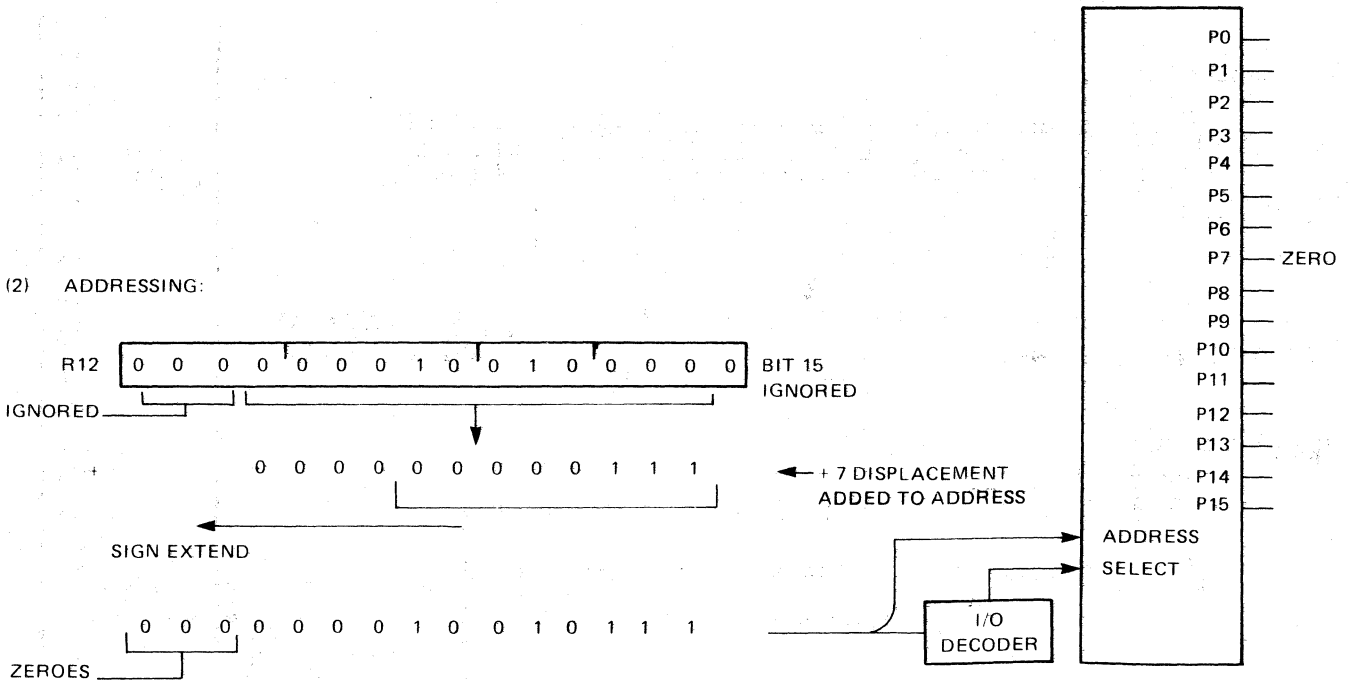 P0
P1
P2
P3
P4
P5
P6
P7 ZERO
P8
P9
P10
P11
P12
P13
P14
P15
ADDRESS
SELECT
I/O
DECODER
(2) ADDRESSING:
R12 0 0 0 0 0 0 0 1 0 0 1 0 0 0 0 0 BIT 15
IGNORED
IGNORED
+ 0 0 0 0 0 0 0 0 0 1 1 1 + 7 DISPLACEMENT
ADDED TO ADDRESS
SIGN EXTEND
0 0 0 0 0 0 0 1 0 0 1 0 1 1 1
ZEROES